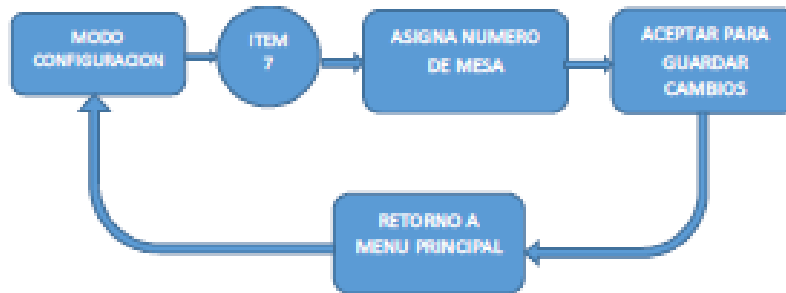 MODO
CONFIGURACION
ITEM
7
ASIGNA NUMERO
DE MESA
ACEPTAR PARA
GUARDAR
CAMBIOS
RETORNO A
MENU PRINCIPAL